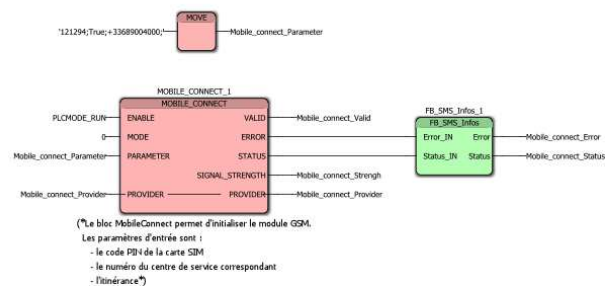 MOVE
'121294;True;+33689004000;' Mobile_connect_Parameter
MOBILE_CONNECT_1
MOBILE_CONNECT
PLCMODE_RUN ENABLE VALID Mobile_connect_Valid
0 MODE ERROR
Mobile_connect_Parameter PARAMETER STATUS
SIGNAL_STRENGTH Mobile_connect_Strengh
Mobile_connect_Provider PROVIDER PROVIDER Mobile_connect_Provider
FB_SMS_Infos_1
FB_SMS_Infos
Error_IN Error Mobile_connect_Error
Status_IN Status Mobile_connect_Status
(*Le bloc MobileConnect permet d'initialiser le module GSM.
Les paramètres d'entrée sont :
- le code PIN de la carte SIM
- le numéro du centre de service correspondant
- l'itinérance*)